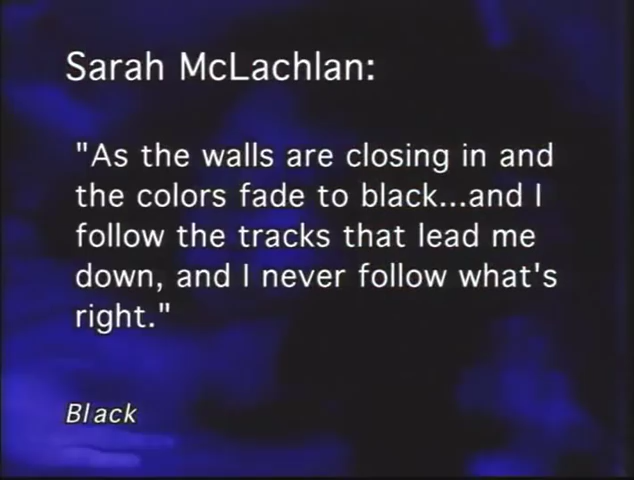 Sarah McLachlan:
"As the walls are closing in and
the colors fade to black...and I
follow the tracks that lead me
down, and I never follow what's
right."
Black